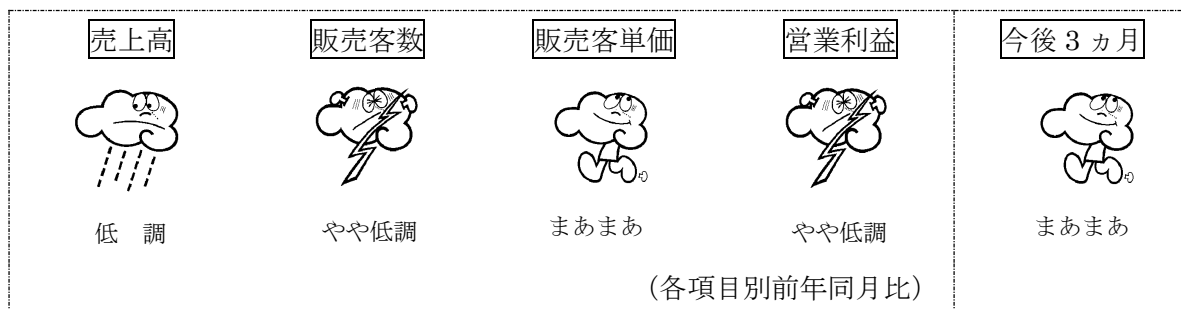 売上高 販売客数 販売客単価 営業利益 今後3ヵ月
低 調 やや低調 まあまあ やや低調 まあまあ
(各項目別前年同月比)